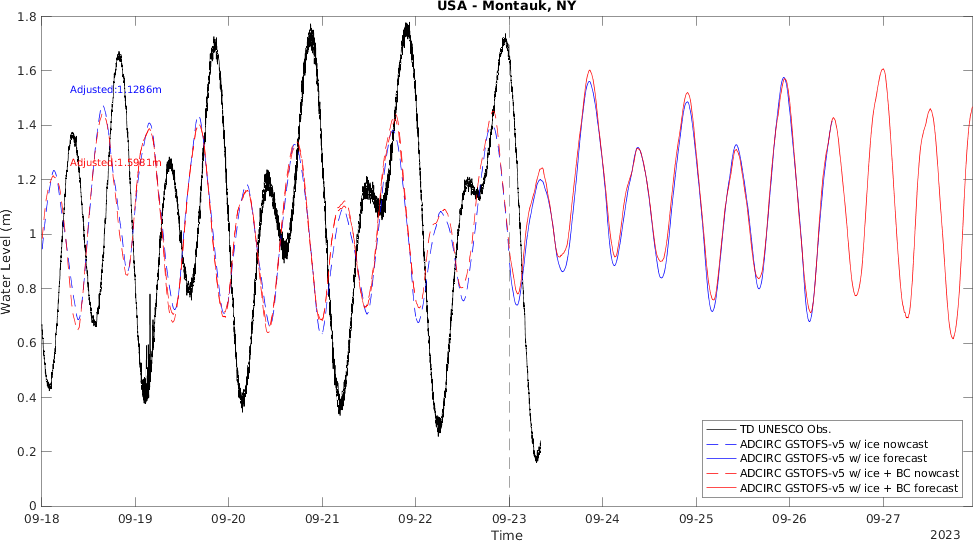 USA - Montauk, NY
1.8
1.6
1.4
1.2
1
0.8
0.6
0.4
0.2
0
Water Level (m)
Adjusted:1.1286m
Adjusted:1.5981m
TD UNESCO Obs.
ADCIRC GSTOFS-v5 w/ ice nowcast
ADCIRC GSTOFS-v5 w/ ice forecast
ADCIRC GSTOFS-v5 w/ ice + BC nowcast
ADCIRC GSTOFS-v5 w/ ice + BC forecast
09-18 09-19 09-20 09-21 09-22 09-23 09-24 09-25 09-26 09-27
Time
2023